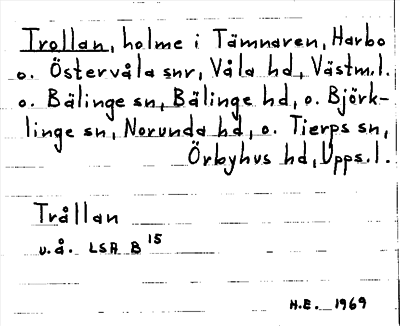 Trollan, holme i Tämnaren, Harbo
o. Östervåla snr, Våla hd, Västm.l.
o. Bälinge sn, Bälinge hd, o. Björk-
linge sn, Norunda hd, o. Tierps sn,
Örbyhus hd, Upps.l.
Trållan
u.å. LSA B 15
H.E. 1969